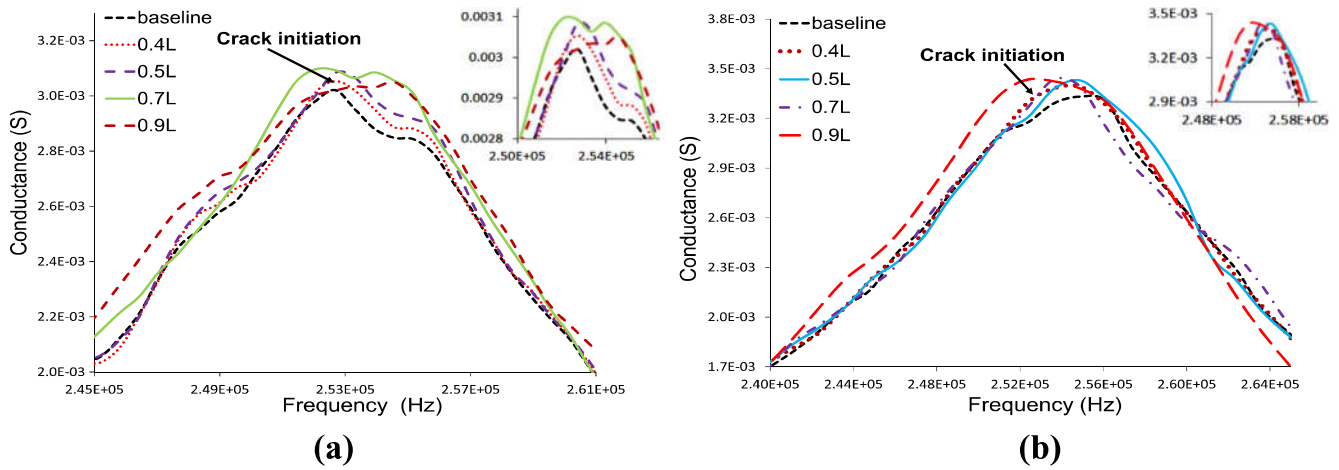 baseline
0.4L
0.5L
0.7L
0.9L
Crack initiation
Conductance (S)
3.2E-03
3.0E-03
2.8E-03
2.6E-03
2.4E-03
2.2E-03
2.0E-03
2.45E+05 2.49E+05 2.53E+05 2.57E+05 2.61E+05
Frequency (Hz)
0.0031
0.003
0.0029
0.0028
2.50E+05 2.54E+05
(a)
baseline
0.4L
0.5L
0.7L
0.9L
Crack initiation
Conductance (S)
3.8E-03
3.5E-03
3.2E-03
2.9E-03
2.6E-03
2.3E-03
2.0E-03
1.7E-03
2.40E+05 2.44E+05 2.48E+05 2.52E+05 2.56E+05 2.60E+05 2.64E+05
Frequency (Hz)
3.5E-03
3.2E-03
2.9E-03
2.48E+05 2.58E+05
(b)